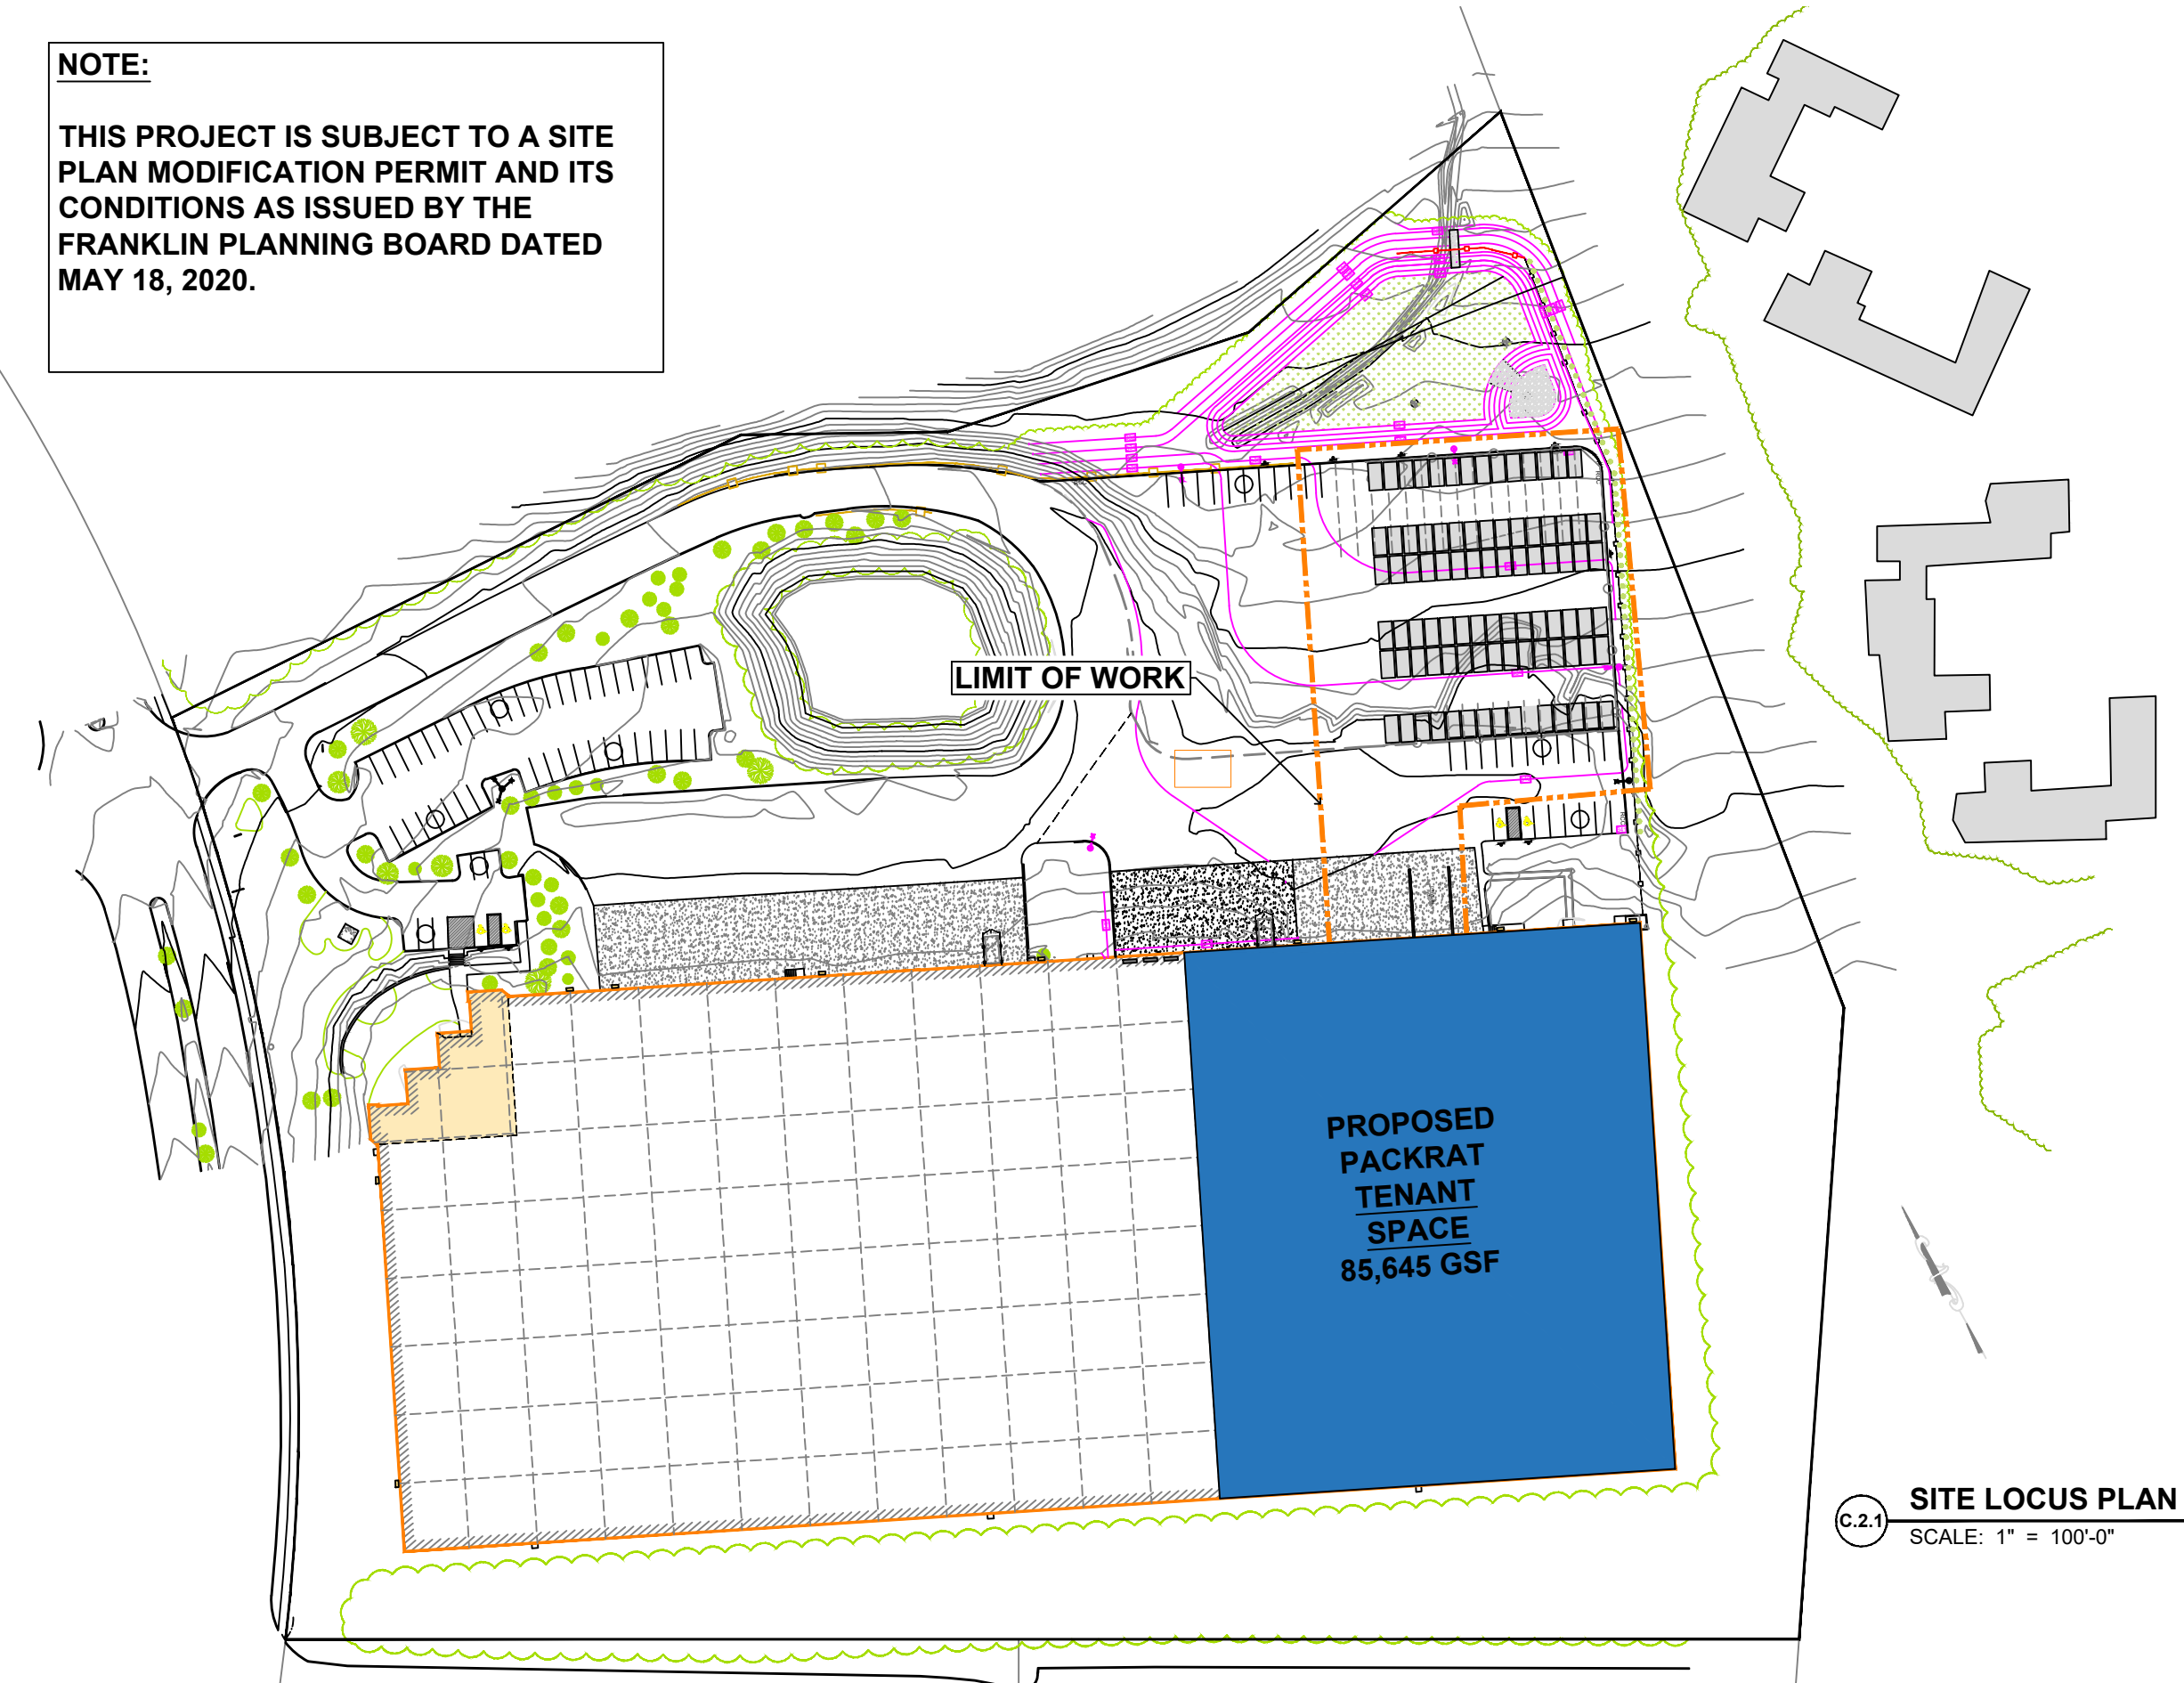 NOTE:
THIS PROJECT IS SUBJECT TO A SITE
PLAN MODIFICATION PERMIT AND ITS
CONDITIONS AS ISSUED BY THE
FRANKLIN PLANNING BOARD DATED
MAY 18, 2020.
LIMIT OF WORK
PROPOSED
PACKRAT
TENANT
SPACE
85,645 GSF
C.2.1
SITE LOCUS PLAN
SCALE: 1" = 100'-0"